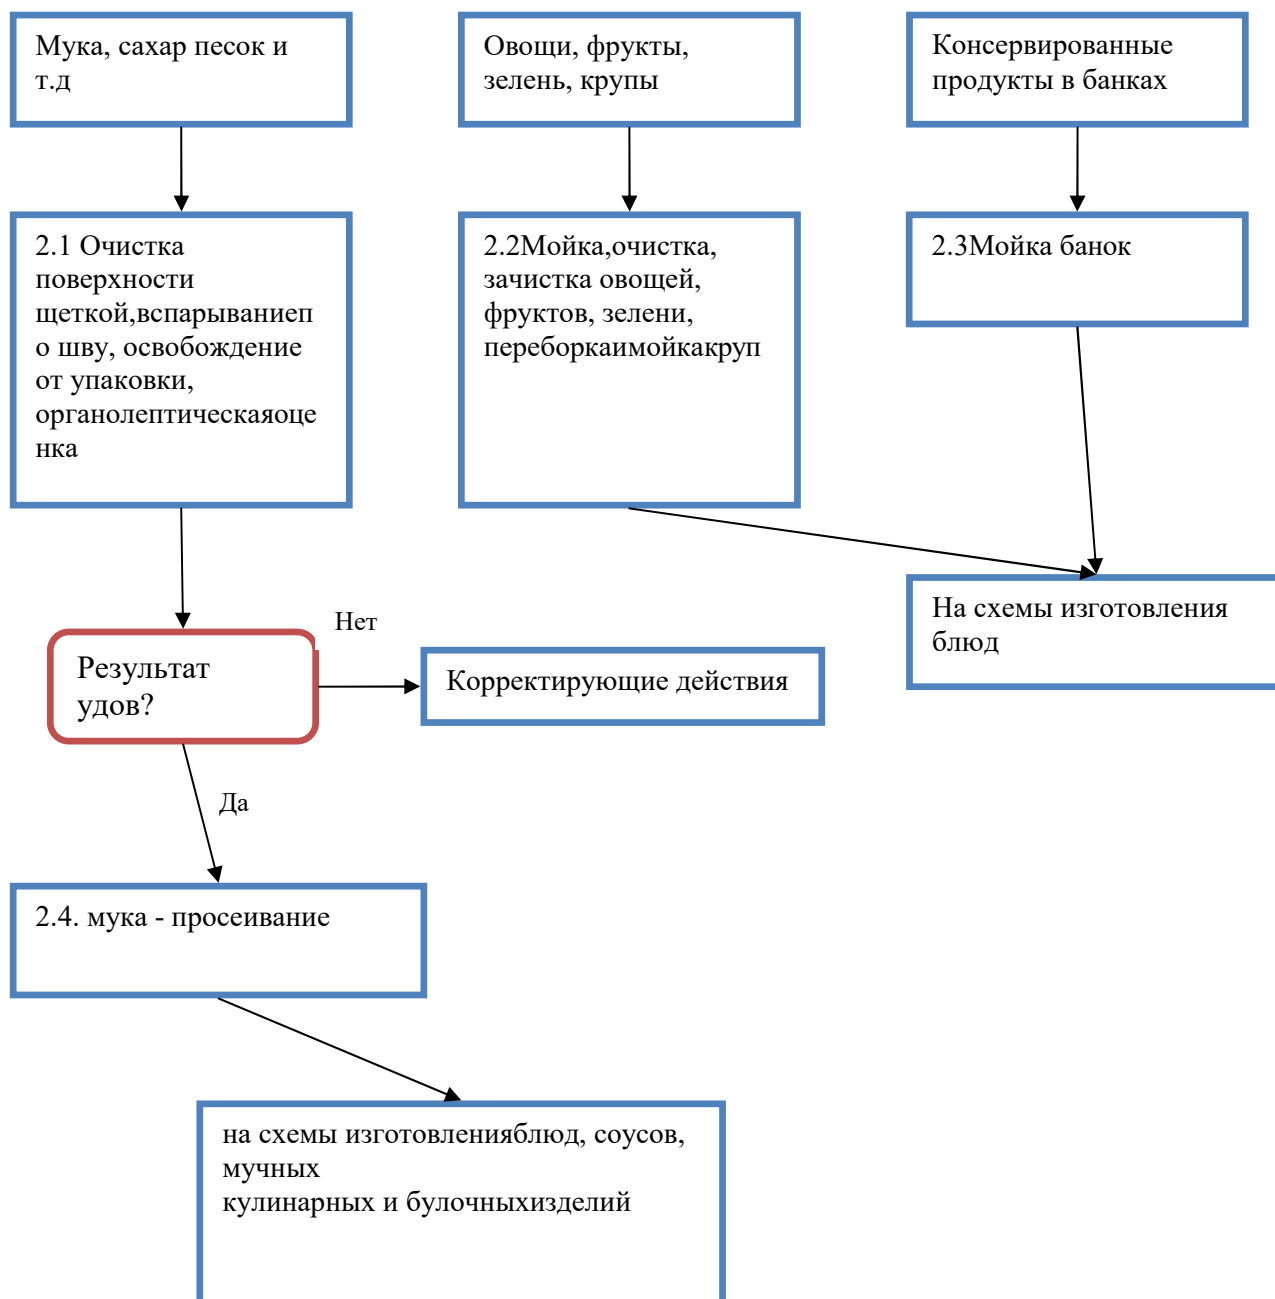 Мука, сахар песок и
т.д
Овощи, фрукты,
зелень, крупы
Консервированные
продукты в банках
2.1 Очистка
поверхности
щеткой,вспарываниеп
о шву, освобождение
от упаковки,
органолептическаяоце
нка
2.2Мойка,очистка,
зачистка овощей,
фруктов, зелени,
переборкаимойкакруп
2.3Мойка банок
На схемы изготовления
блюд
Нет
Результат
удов?
Корректирующие действия
Да
2.4. мука - просеивание
на схемы изготовленияблюд, соусов,
мучных
кулинарных и булочныхизделий